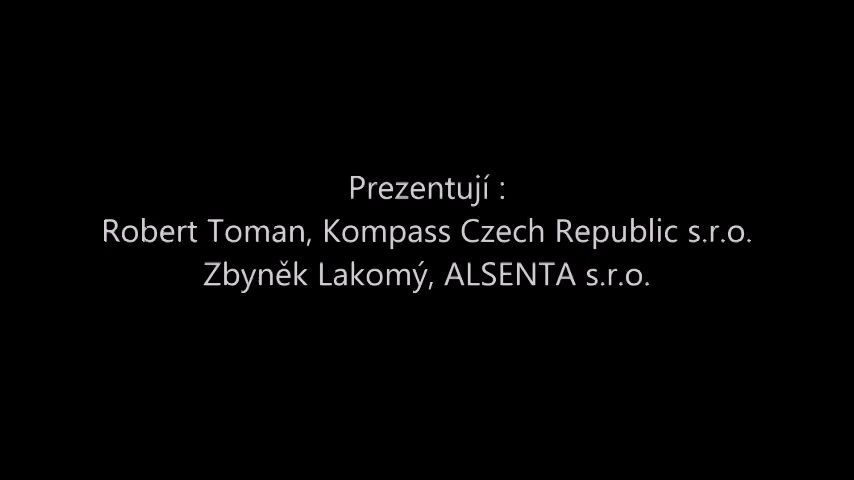 Prezentují :
Robert Toman, Kompass Czech Republic s.r.o.
Zbyněk Lakomý, ALSENTA s.r.o.